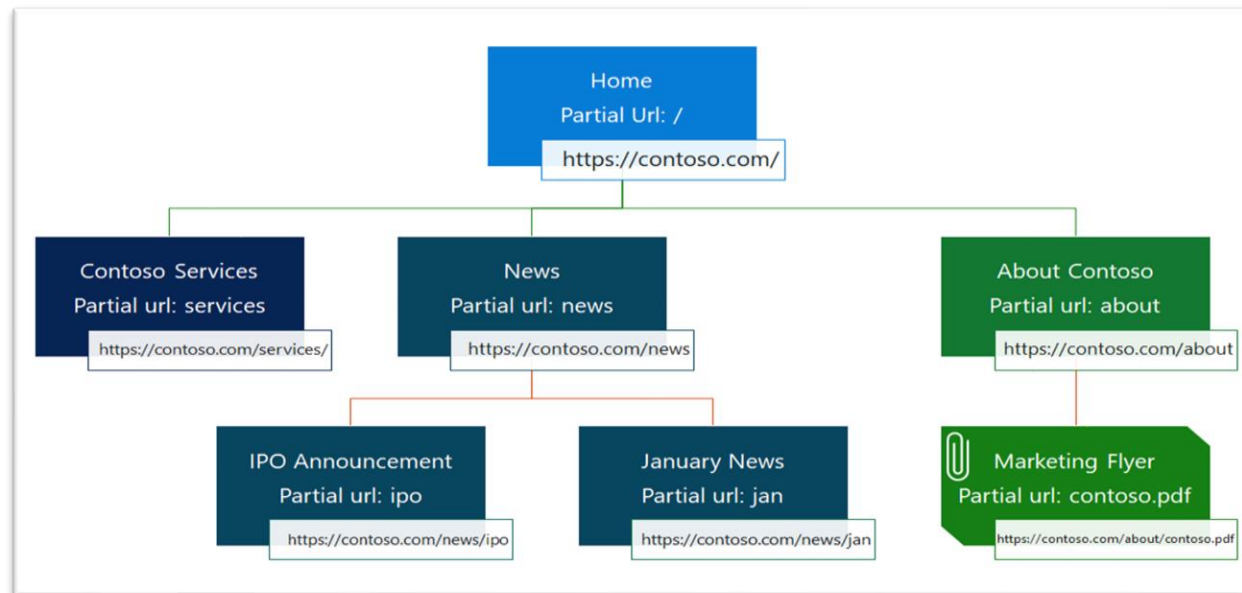 Home
Partial Url: /
https://contoso.com/
Contoso Services
Partial url: services
https://contoso.com/services/
News
Partial url: news
https://contoso.com/news
About Contoso
Partial url: about
https://contoso.com/about
IPO Announcement
Partial url: ipo
https://contoso.com/news/ipo
January News
Partial url: jan
https://contoso.com/news/jan
Marketing Flyer
Partial url: contoso.pdf
https://contoso.com/about/contoso.pdf